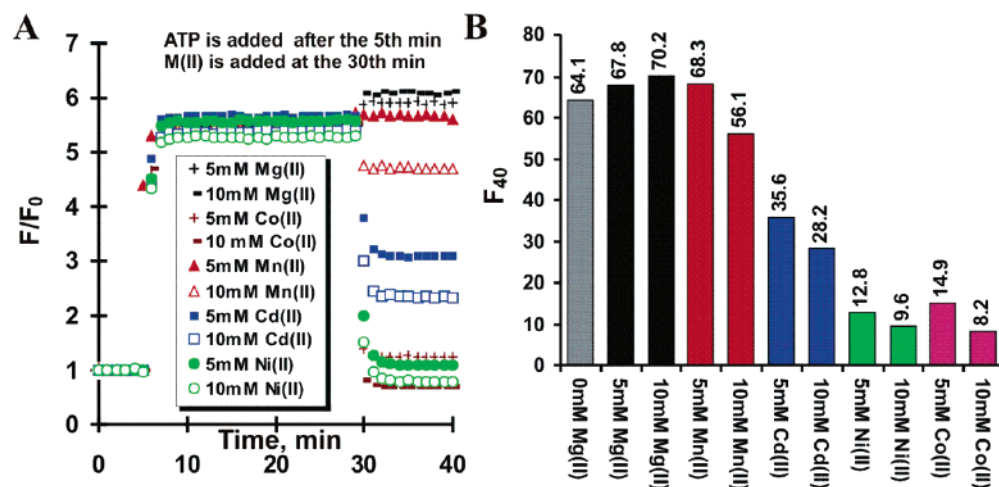 A
ATP is added after the 5th min
M(II) is added at the 30th min
F/F0
7
6
5
4
3
2
1
0
5mM Mg(II)
10mM Mg(II)
5mM Co(II)
10 mM Co(II)
5mM Mn(II)
10mM Mn(II)
5mM Cd(II)
10mM Cd(II)
5mM Ni(II)
10mM Ni(II)
Time, min
0
10
20
30
40
B
F40
80
70
60
50
40
30
20
10
0
64.1
67.8
70.2
68.3
56.1
35.6
28.2
12.8
9.6
14.9
8.2
0mM Mg(II)
5mM Mg(II)
10mM Mg(II)
5mM Mn(II)
10mM Mn(II)
5mM Cd(II)
10mM Cd(II)
5mM Ni(II)
10mM Ni(II)
5mM Co(II)
10mM Co(II)